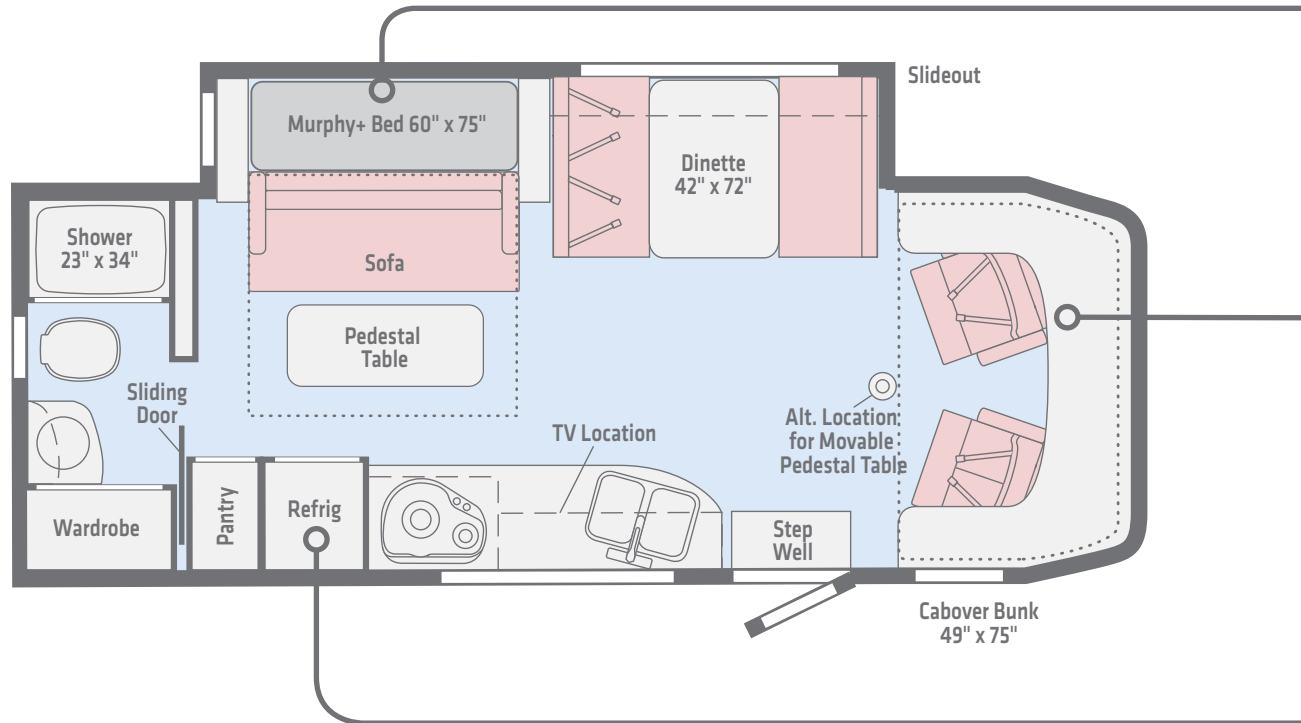 Slideout
Murphy+ Bed 60" x 75"
Dinette
42" x 72"
Shower
23" x 34"
Sofa
Pedestal
Table
Sliding
Door
TV Location
Alt. Location
for Movable
Pedestal Table
Wardrobe
Pantry
Refrig
Step
Well
Cabover Bunk
49" x 75"